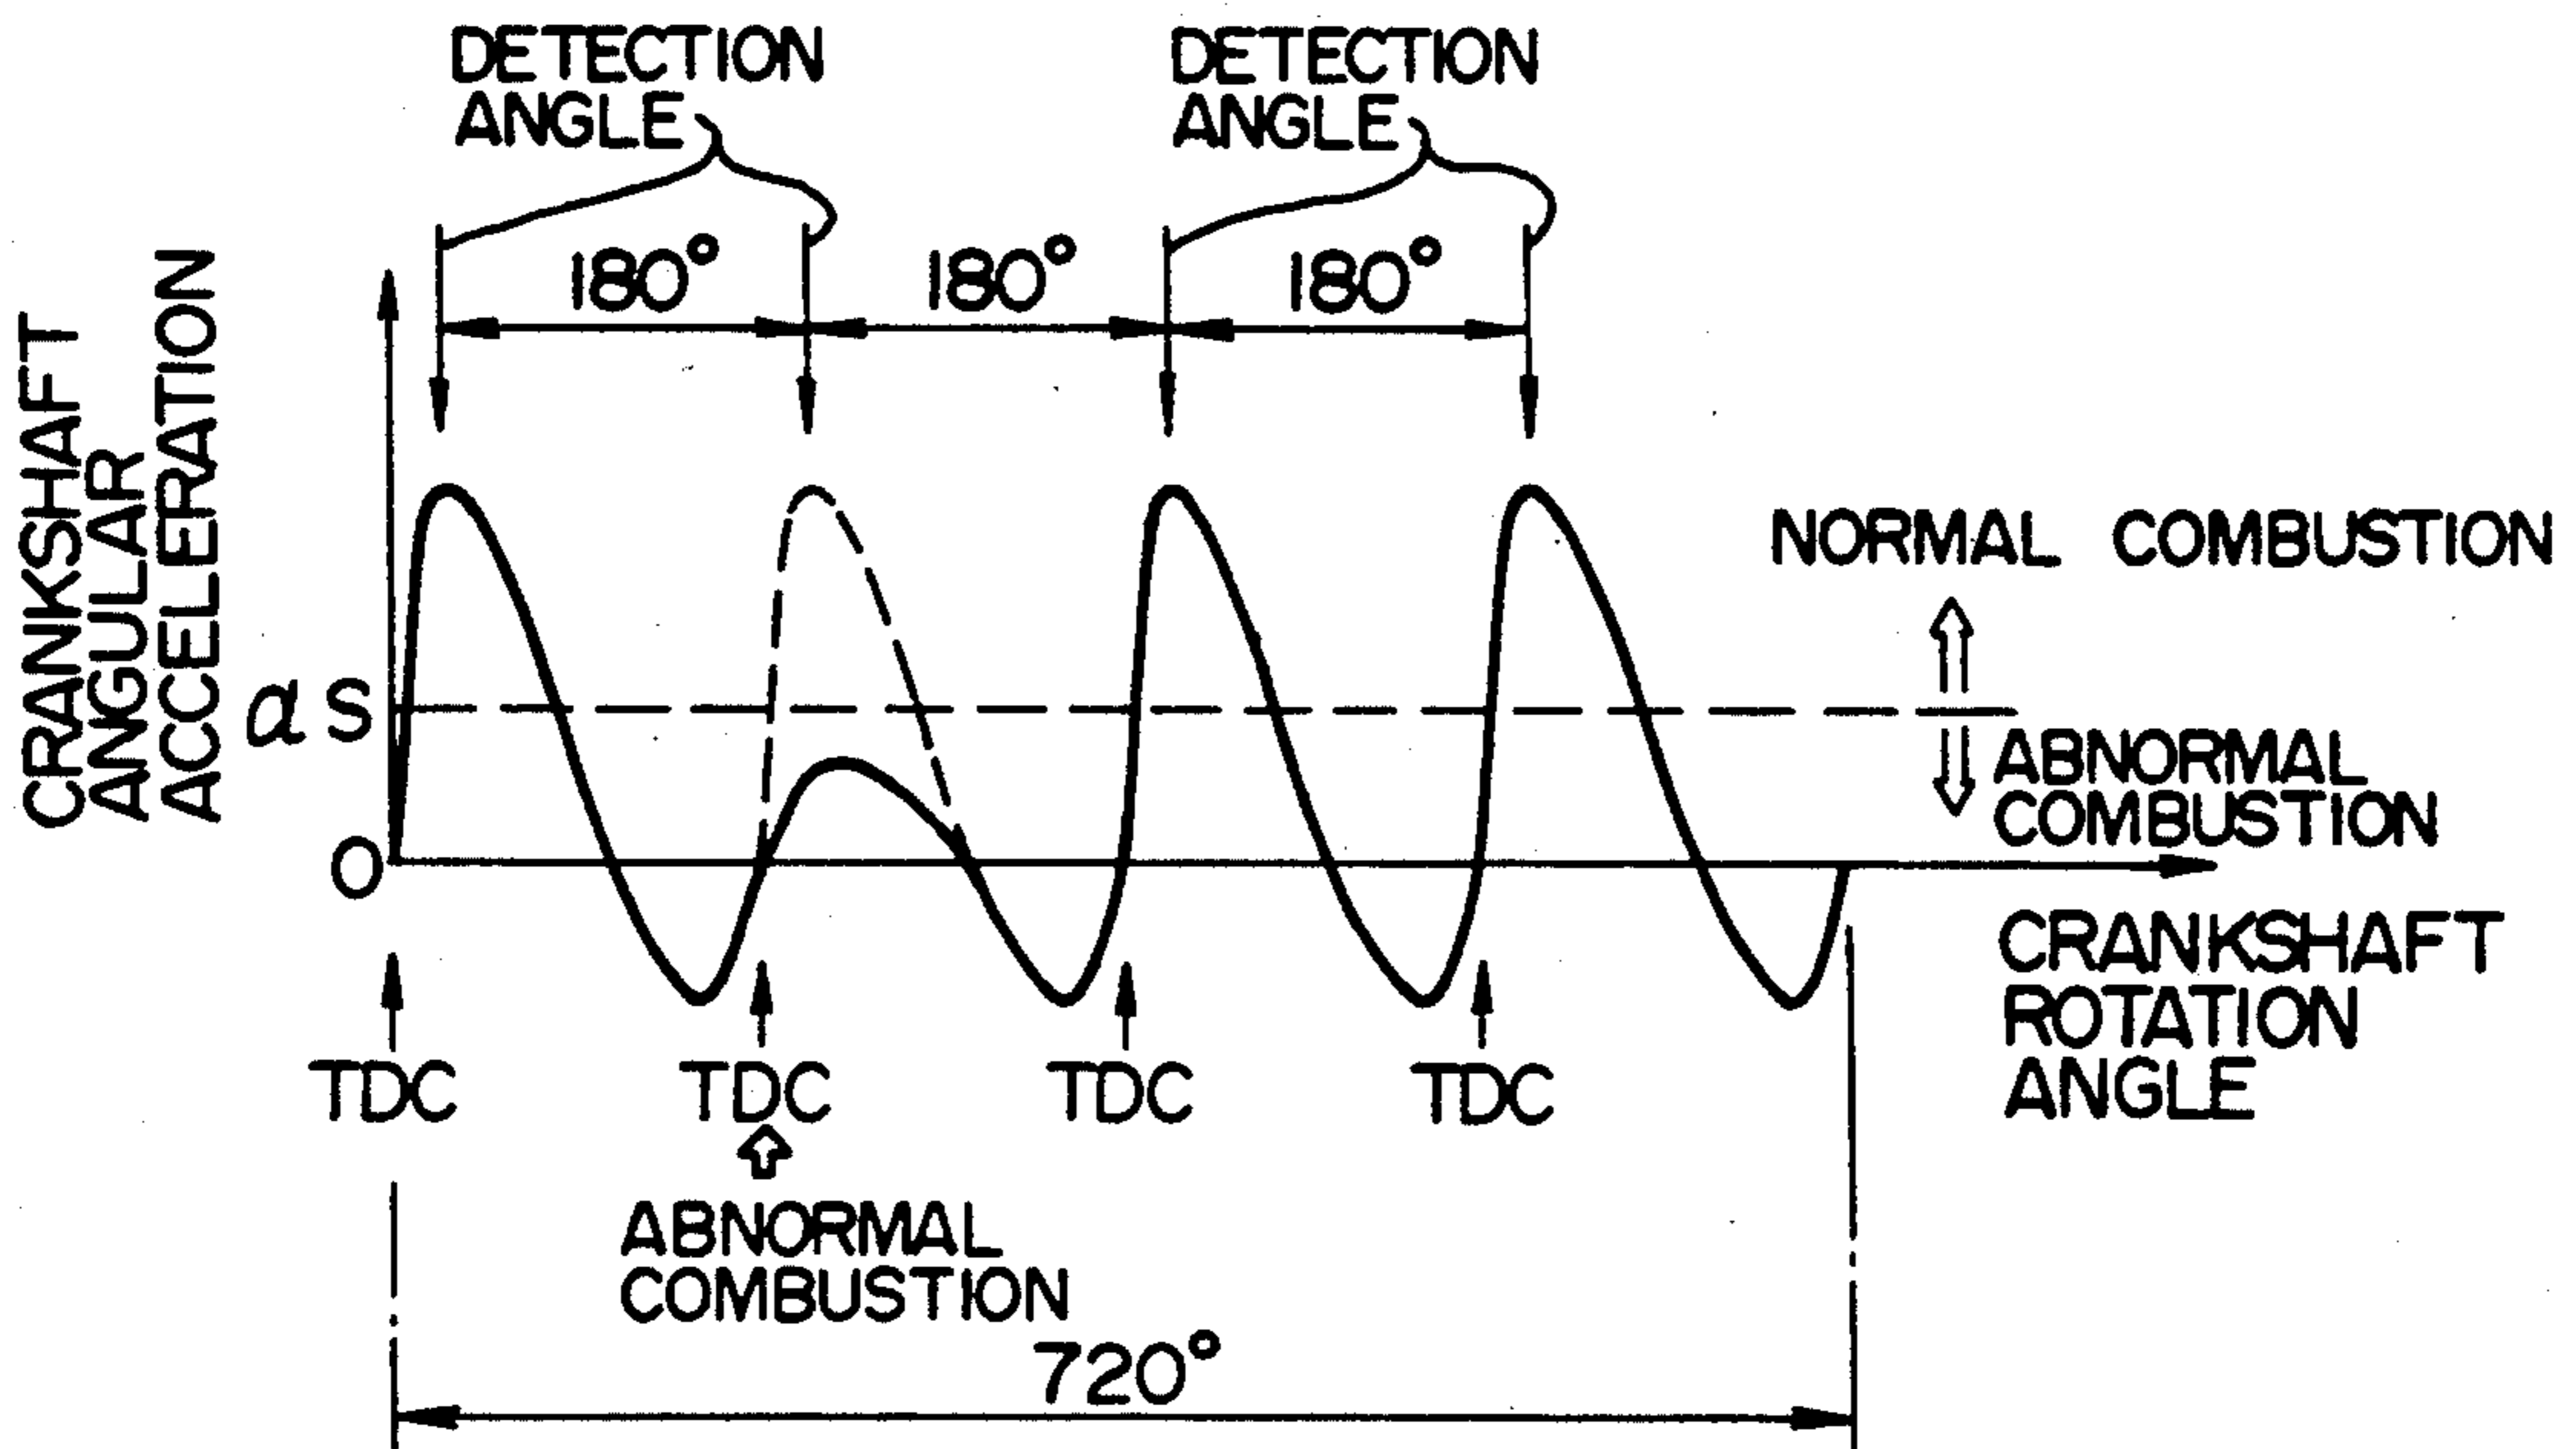 DETECTION
ANGLE
DETECTION
ANGLE
180°
180°
180°
CRANKSHAFT
ANGULAR
ACCELERATION
NORMAL COMBUSTION
α S
ABNORMAL
COMBUSTION
O
CRANKSHAFT
ROTATION
ANGLE
TDC
TDC
TDC
TDC
ABNORMAL
COMBUSTION
720°